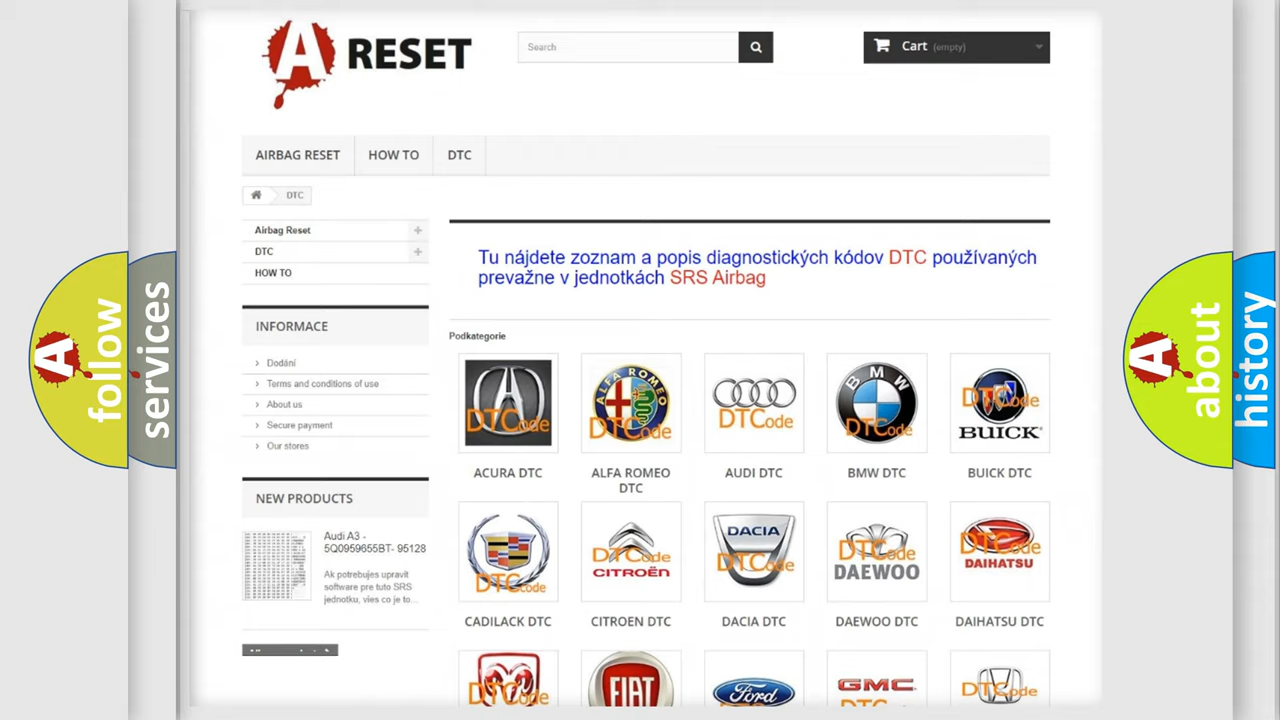 A RESET
Search
Cart (empty)
AIRBAG RESET
HOW TO
DTC
DTC
Airbag Reset
DTC
HOW TO
Tu nájdete zoznam a popis diagnostických kódov DTC používaných
prevažne v jednotkách SRS Airbag
INFORMACE
Dodání
Terms and conditions of use
About us
Secure payment
Our stores
NEW PRODUCTS
Audi A3 -
5Q0959655BT- 95128
Ak potrebujes upravit
software pre tuto SRS
jednotku, vies co je to...
Podkategorie
DTCode
ALFA ROMEO
DTCode
DTCode
BMW
DTCode
DTCode
BUICK
ACURA DTC
ALFA ROMEO
DTC
AUDI DTC
BMW DTC
BUICK DTC
DTCode
DTCode
CITROËN
DACIA
DTCode
DTCode
DAEWOO
DTCode
DAIHATSU
CADILACK DTC
CITROEN DTC
DACIA DTC
DAEWOO DTC
DAIHATSU DTC
DTCode
FIAT
Ford
GMC
DTCode
A follow
services
A about
history